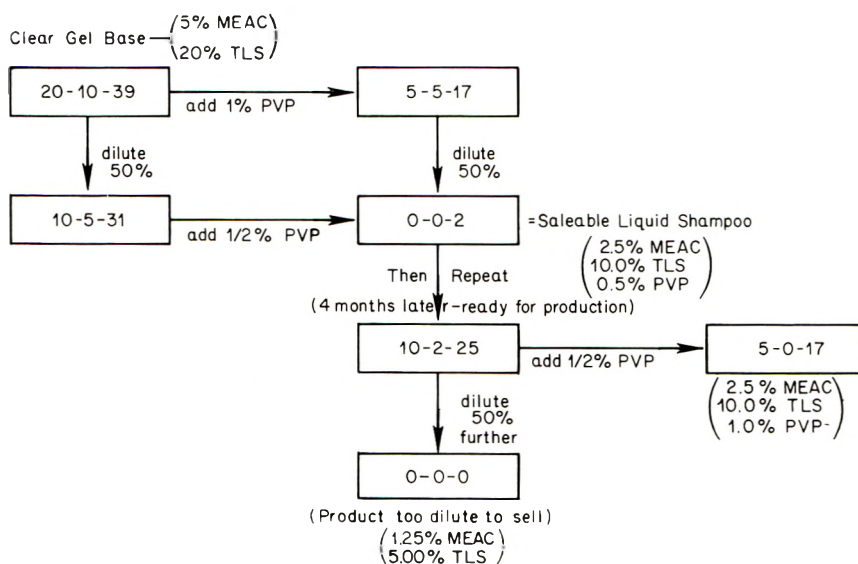 Clear Gel Base — (5% MEAC
20% TLS)
20-10-39
add 1% PVP
5-5-17
dilute
50%
dilute
50%
10-5-31
add 1/2% PVP
0-0-2
=Saleable Liquid Shampoo
(2.5% MEAC
10.0% TLS
0.5% PVP)
Then Repeat
(4 months later-ready for production)
10-2-25
add 1/2% PVP
5-0-17
(2.5% MEAC
10.0% TLS
1.0% PVP-)
dilute
50%
further
0-0-0
(Product too dilute to sell)
(1.25% MEAC
5.00% TLS)